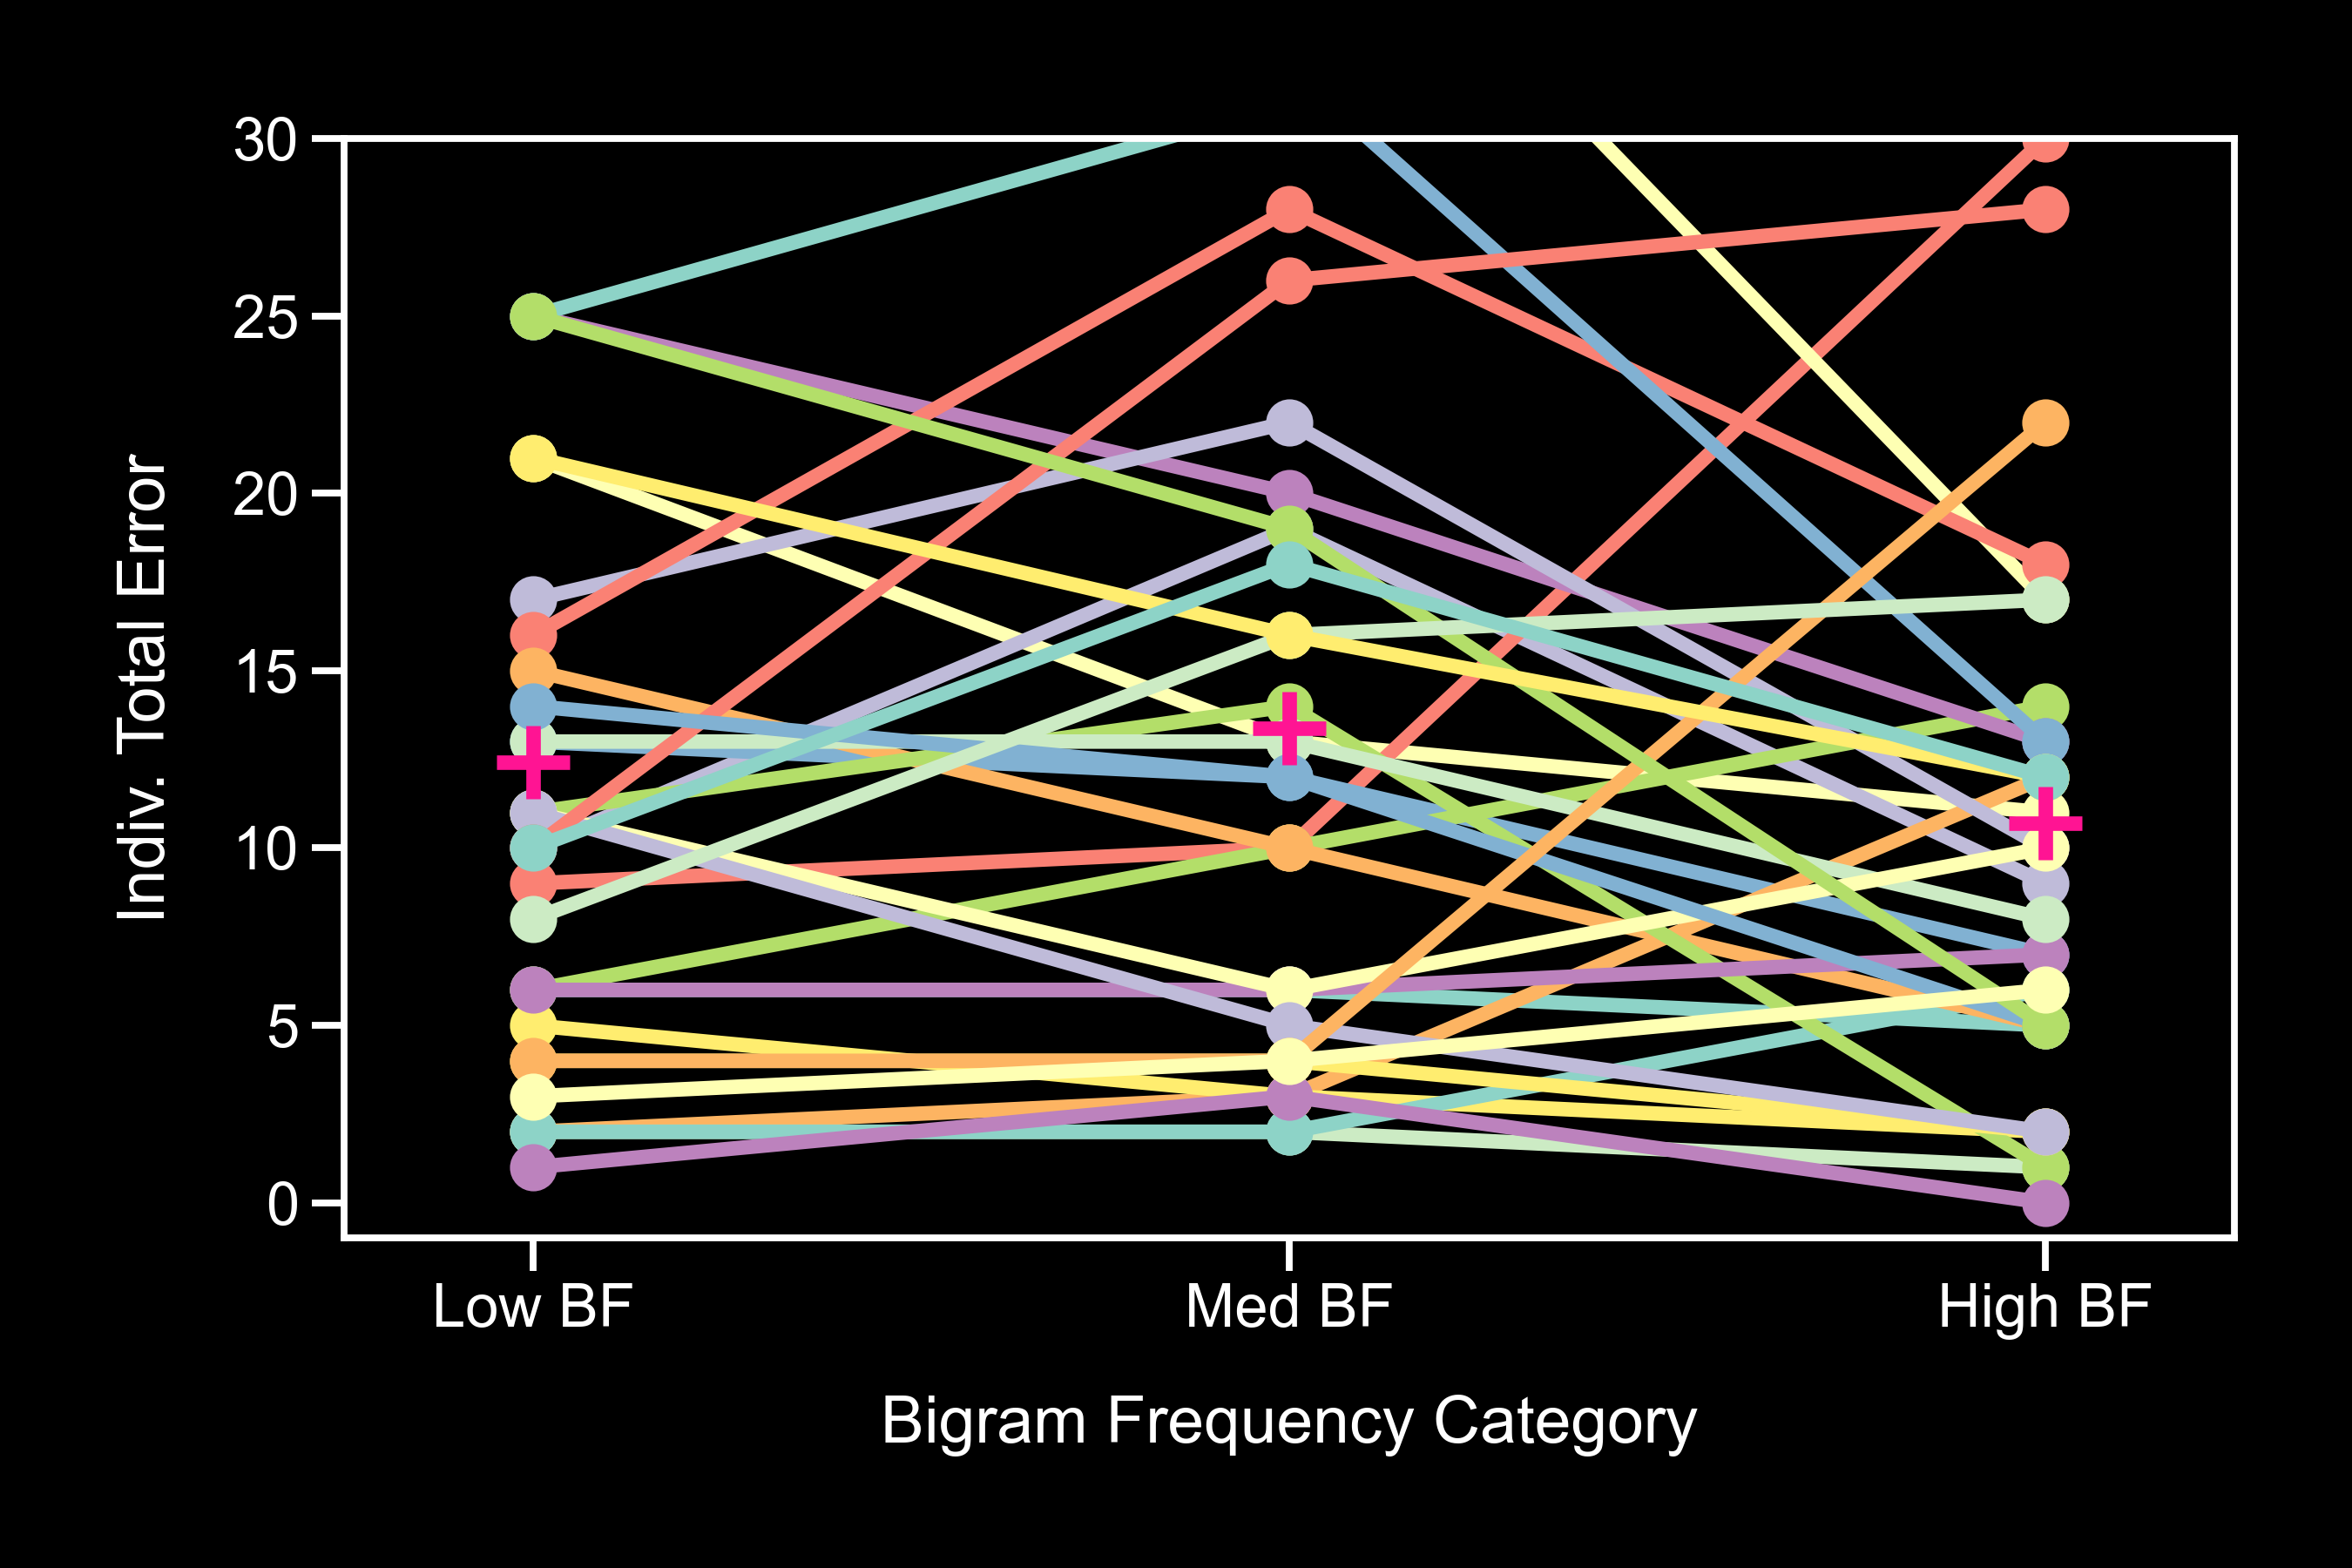 30
25
20
15
10
5
0
Indiv. Total Error
Low BF
Med BF
High BF
Bigram Frequency Category